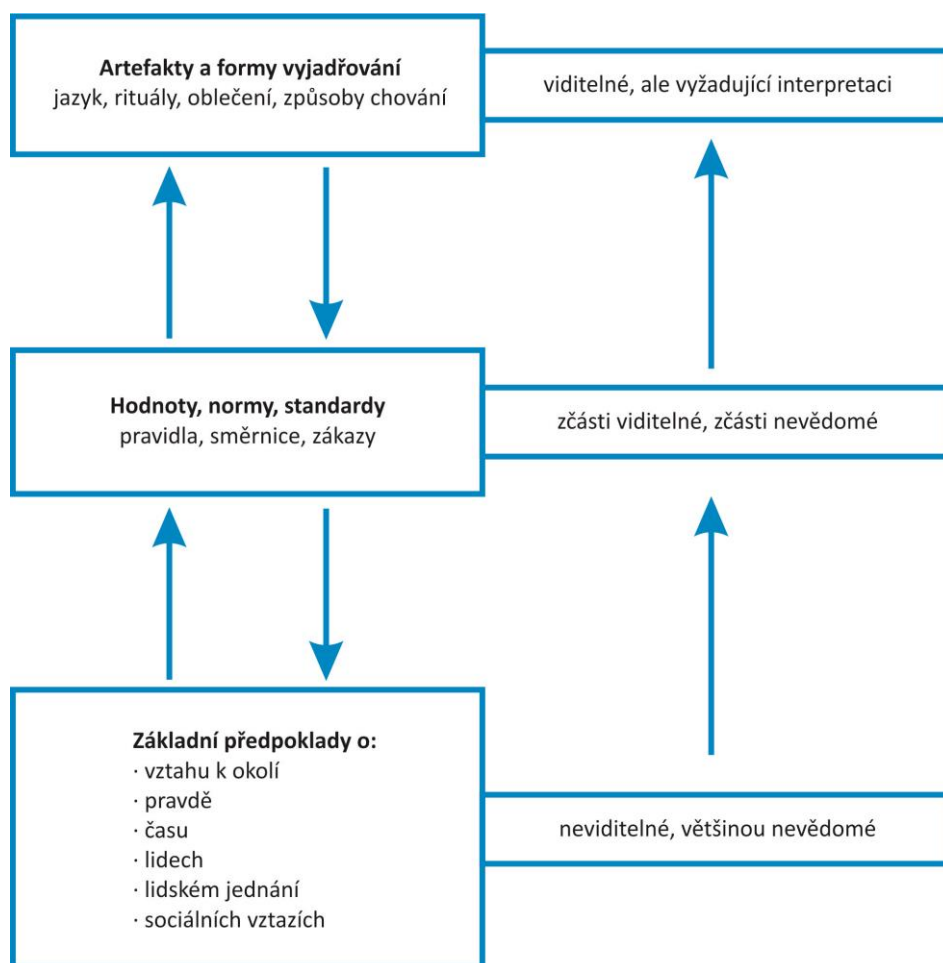 Artefakty a formy vyjadřování
jazyk, rituály, oblečení, způsoby chování
viditelné, ale vyžadující interpretaci
Hodnoty, normy, standardy
pravidla, směrnice, zákazy
zčásti viditelné, zčásti nevědomé
Základní předpoklady o:
· vztahu k okolí
· pravdě
· času
· lidech
· lidském jednání
· sociálních vztazích
neviditelné, většinou nevědomé